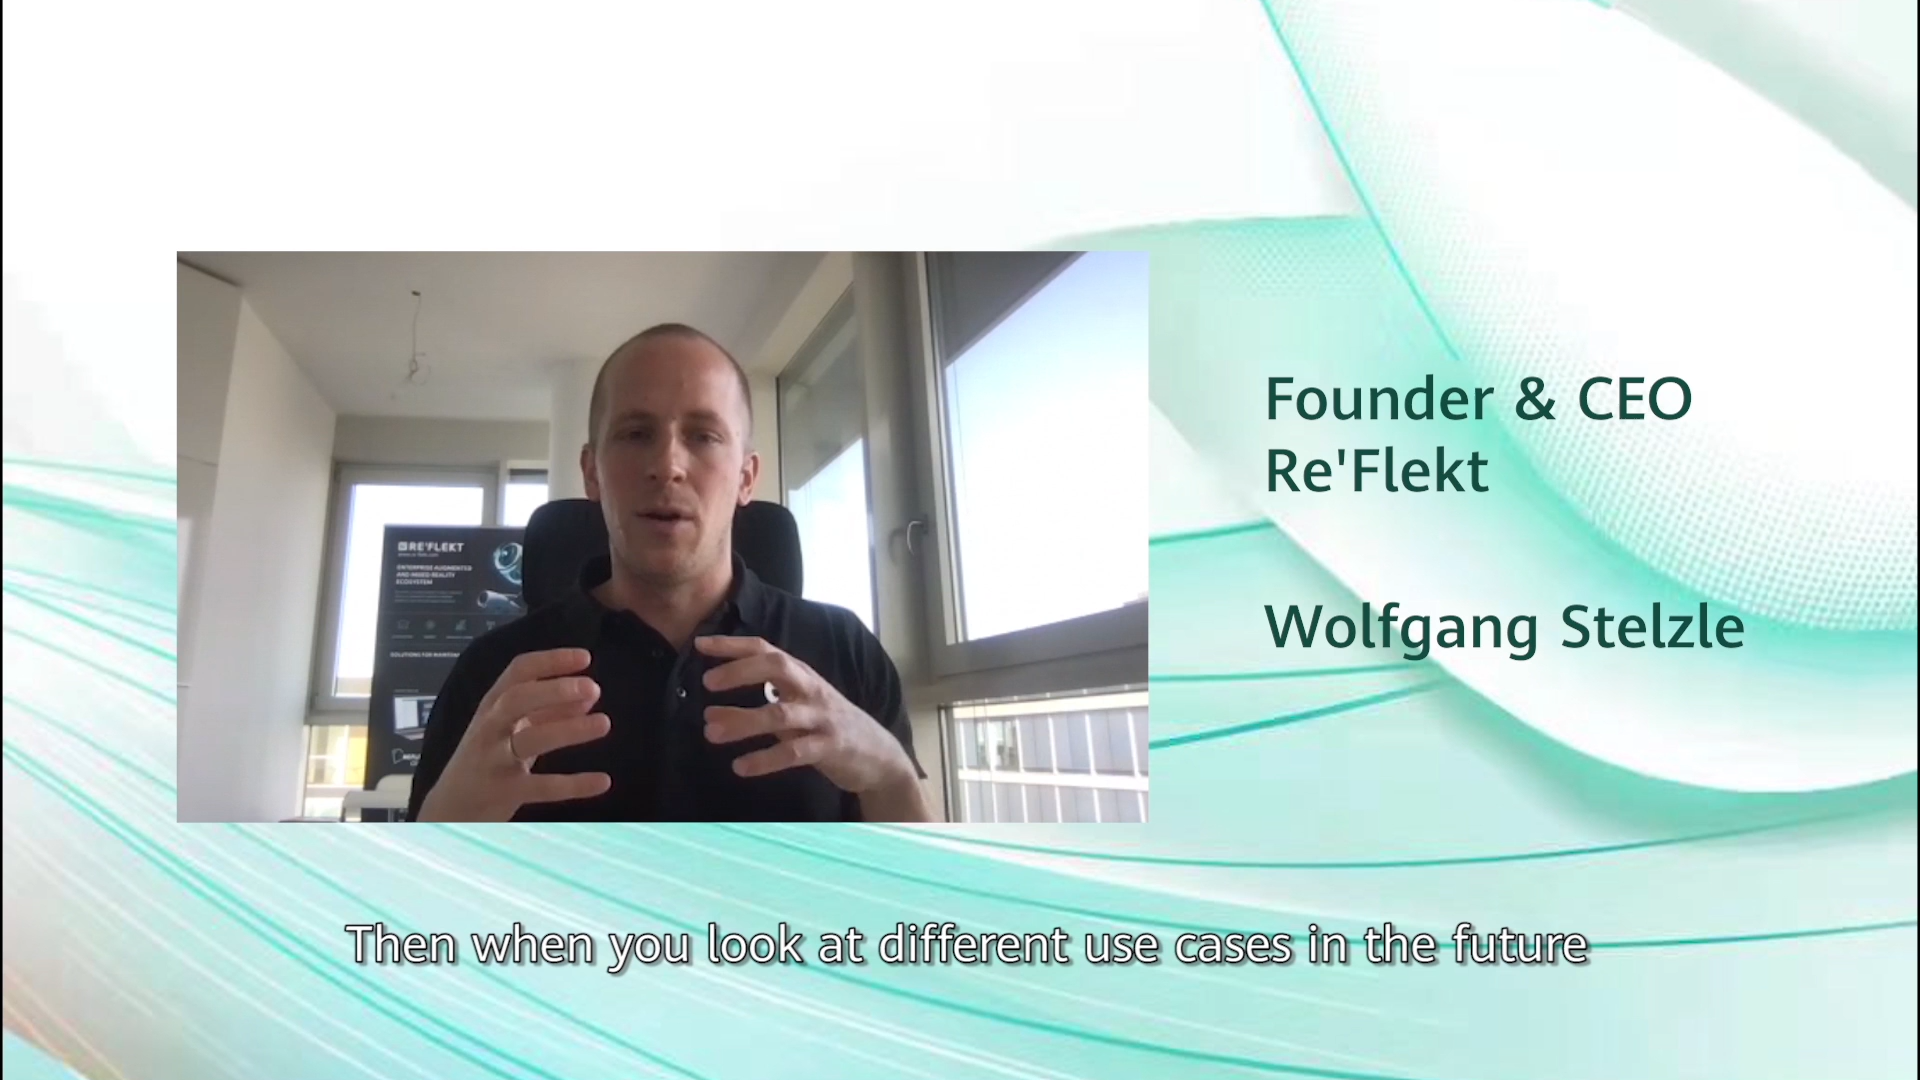 RE'FLEKT
ENTERPRISE AUGMENTED
AND MIXED REALITY
ECOSYSTEM
Founder & CEO
Re'Flekt
Wolfgang Stelzle
Then when you look at different use cases in the future